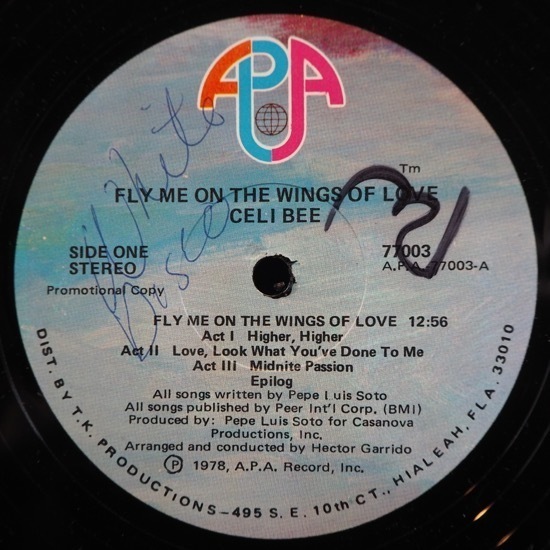 APA
Tm
FLY ME ON THE WINGS OF LOVE
CELI BEE
SIDE ONE
STEREO
Promotional Copy
77003
A.P.A.-77003-A
FLY ME ON THE WINGS OF LOVE 12:56
Act I Higher, Higher
Act II Love, Look What You've Done To Me
Act IIi Midnite Passion
Epilog
All songs written by Pepe Luis Soto
All songs published by Peer Int'l Corp. (BMI)
Produced by: Pepe Luis Soto for Casanova
Productions, Inc.
Arranged and conducted by Hector Garrido
Ⓟ 1978, A.P.A. Record, Inc.
DIST. BY T.K. PRODUCTIONS-495 S. E. 10th CT., HIALEAH, FLA. 33010